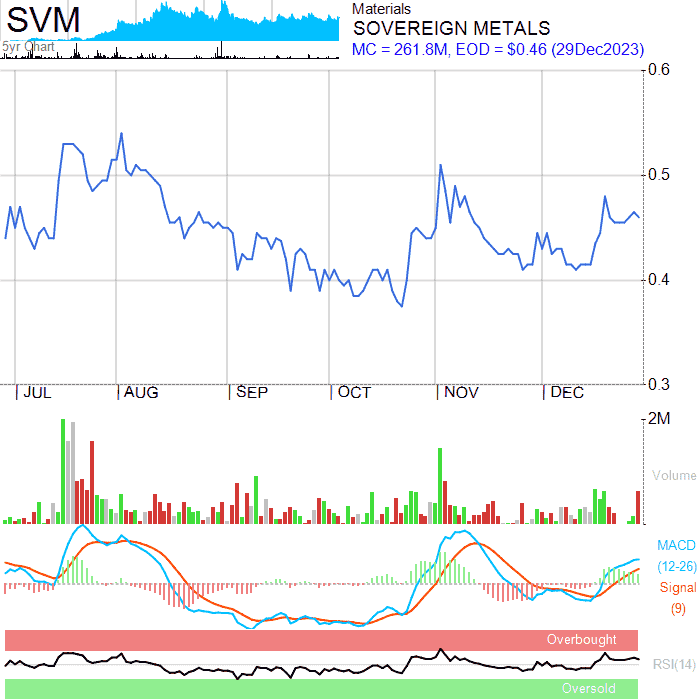 SVM
5yr Chart
Materials
SOVEREIGN METALS
MC = 261.8M, EOD = $0.46 (29Dec2023)
0.6
0.5
0.4
0.3
JUL AUG SEP OCT NOV DEC
2M
Volume
MACD
(12-26)
Signal
(9)
Overbought
RSI(14)
Oversold